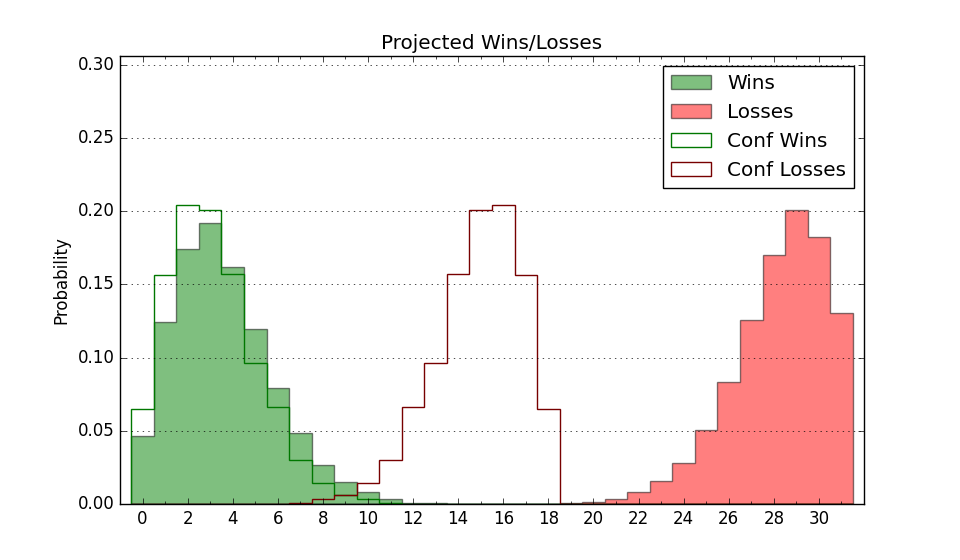 Projected Wins/Losses
0.30
0.25
0.20
0.15
0.10
0.05
0.00
Probability
Wins
Losses
Conf Wins
Conf Losses
0 2 4 6 8 10 12 14 16 18 20 22 24 26 28 30